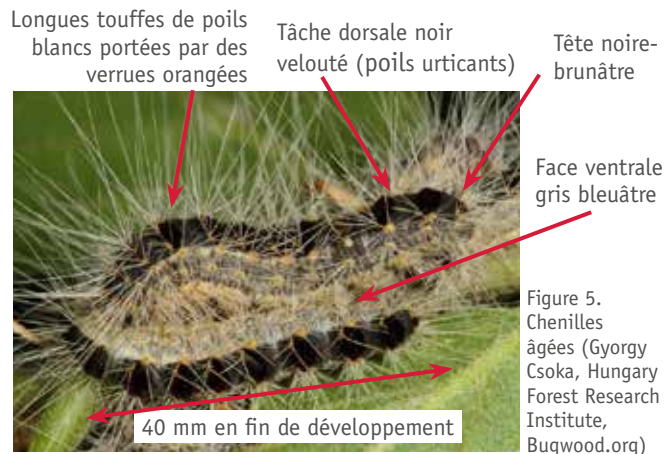 Longues touffes de poils
blancs portées par des
verrues orangées
Tâche dorsale noir
velouté (poils urticants)
Tête noire-
brunâtre
Face ventrale
gris bleuâtre
40 mm en fin de développement
Figure 5.
Chenilles
âgées (Gyorgy
Csoka, Hungary
Forest Research
Institute,
Bugwood.org)